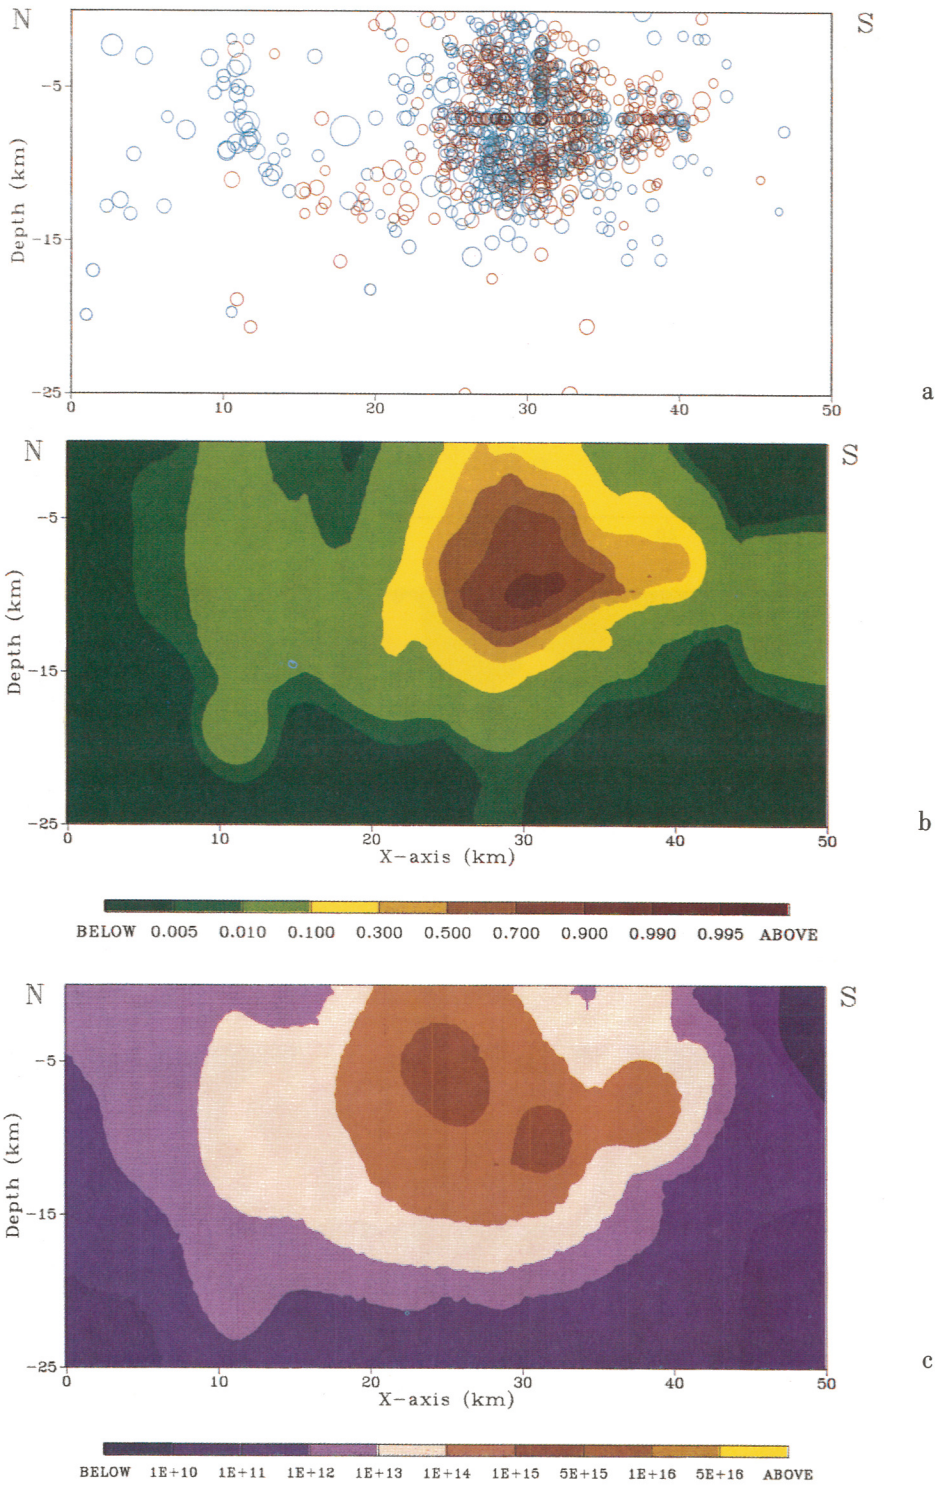 N S
-5
-15
-25
Depth (km)
0 10 20 30 40 50
a
N S
-5
-15
-25
Depth (km)
0 10 20 30 40 50
X-axis (km)
b
BELOW 0.005 0.010 0.100 0.300 0.500 0.700 0.900 0.990 0.995 ABOVE
N S
-5
-15
-25
Depth (km)
0 10 20 30 40 50
X-axis (km)
c
BELOW 1E+10 1E+11 1E+12 1E+13 1E+14 1E+15 5E+15 1E+16 5E+16 ABOVE